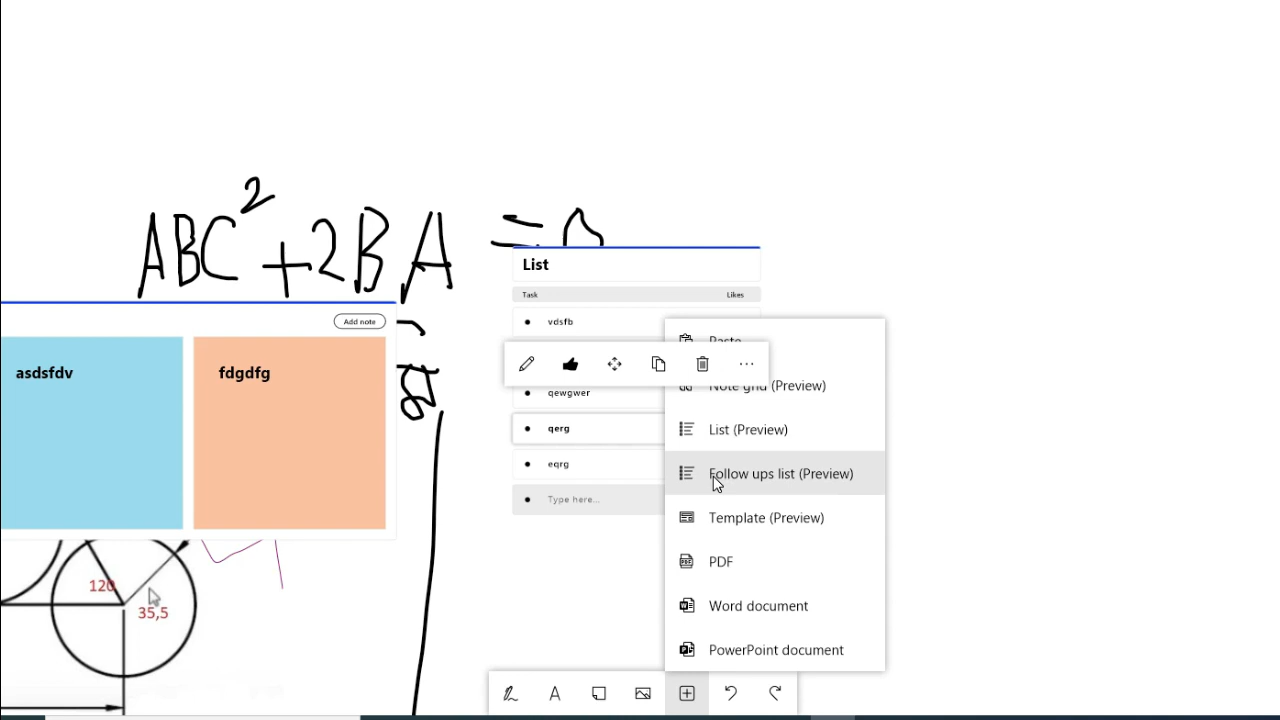 ABC² + 2BA =
List
Task Likes
Add note
vdsfb
asdsfdv
fdgdfg
Paste
Note grid (Preview)
qewgwer
qerg
List (Preview)
eqrg
Follow ups list (Preview)
Type here...
Template (Preview)
PDF
120
35,5
Word document
PowerPoint document